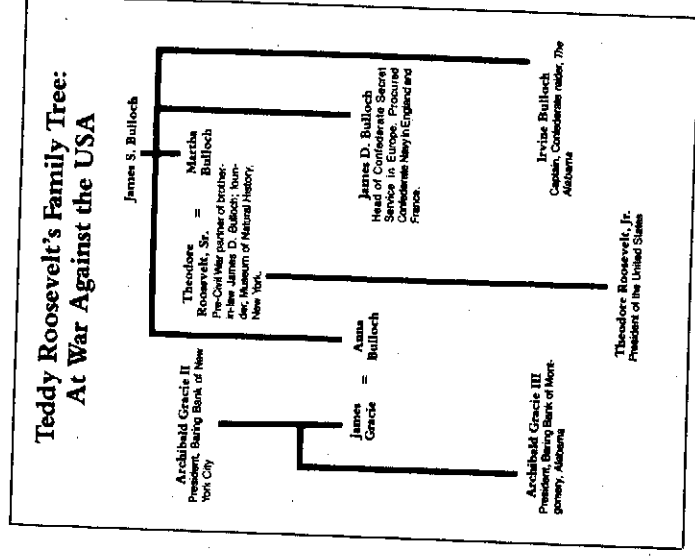 Teddy Roosevelt's Family Tree:
At War Against the USA
James S. Bulloch
Archibald Gracie II
President, Baring Bank of New
York City
Theodore
Roosevelt, Sr.
=
Martha
Bulloch
Pre-Civil War partner of brother-
in-law James D. Bulloch; foun-
der, Museum of Natural History,
New York.
James
Gracie
=
Anna
Bulloch
James D. Bulloch
Head of Confederate Secret
Service in Europe. Procured
Confederate Navy in England and
France.
Archibald Gracie III
President, Baring Bank of Mont-
gomery, Alabama
Theodore Roosevelt, Jr.
President of the United States
Irvine Bulloch
Captain, Confederate raider, The
Alabama